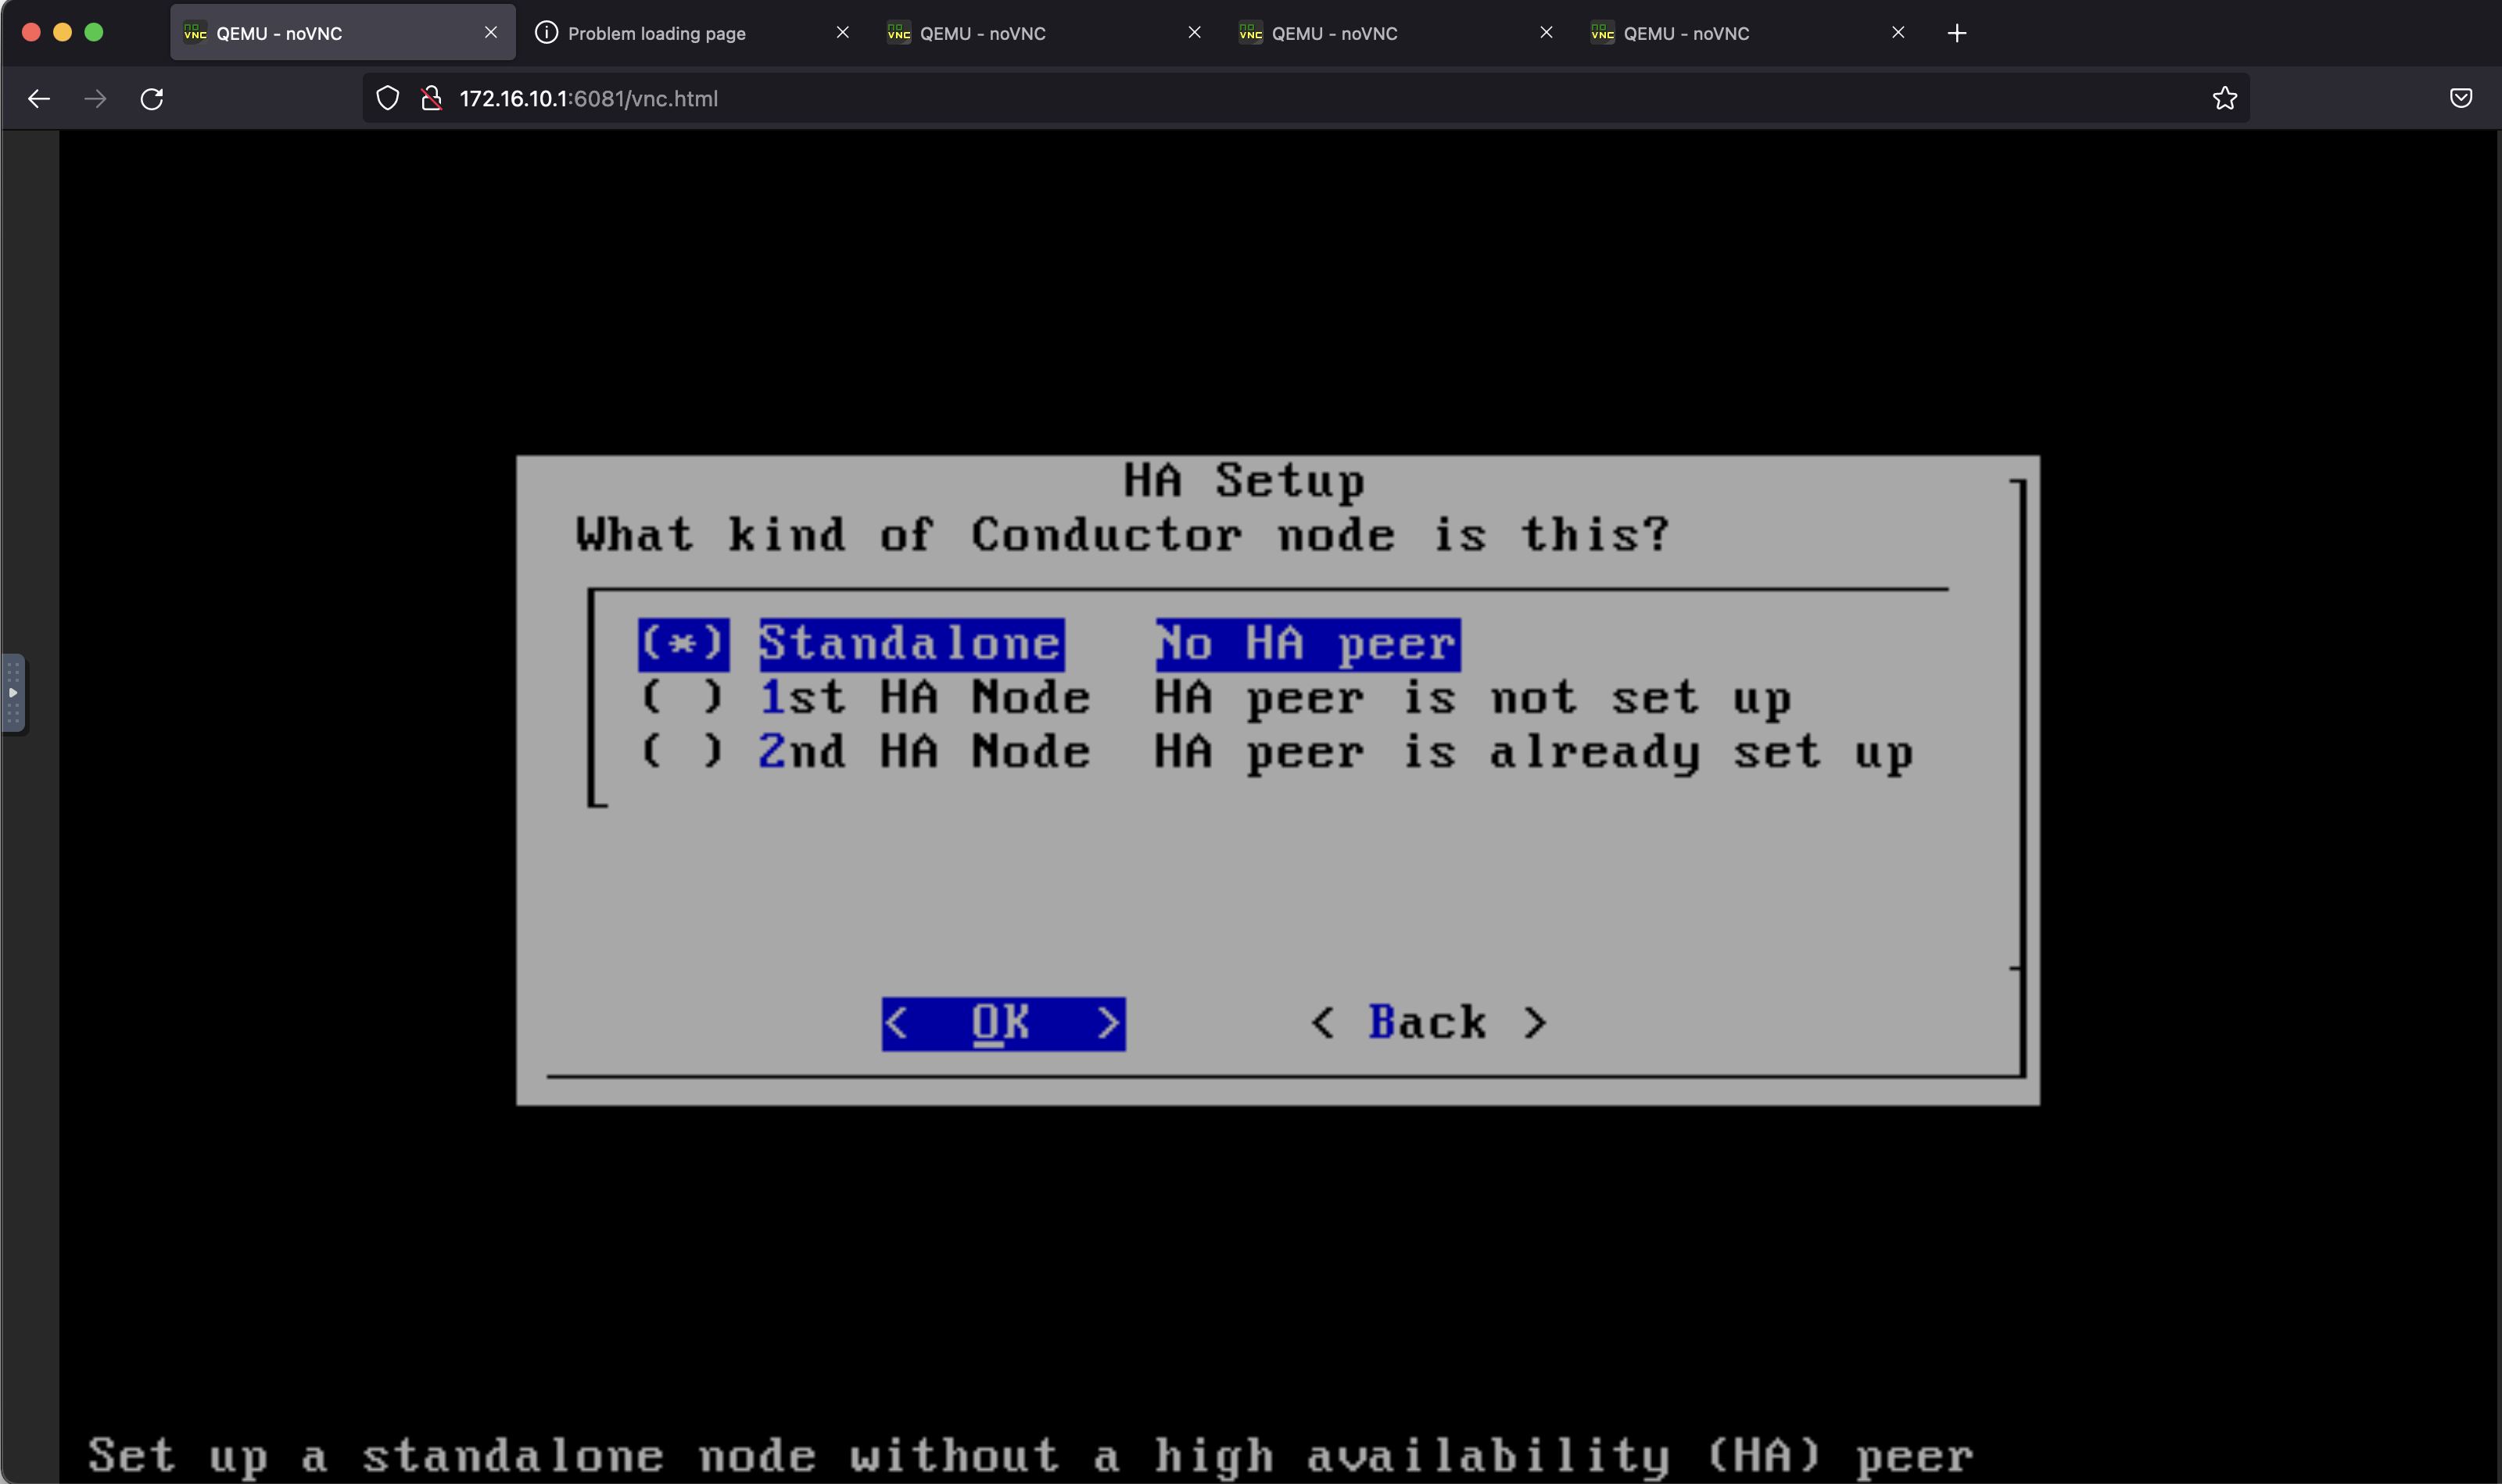 QEMU - noVNC
Problem loading page
QEMU - noVNC
QEMU - noVNC
QEMU - noVNC
172.16.10.1:6081/vnc.html
HA Setup
What kind of Conductor node is this?
(*) Standalone No HA peer
( ) 1st HA Node HA peer is not set up
( ) 2nd HA Node HA peer is already set up
< OK > < Back >
Set up a standalone node without a high availability (HA) peer